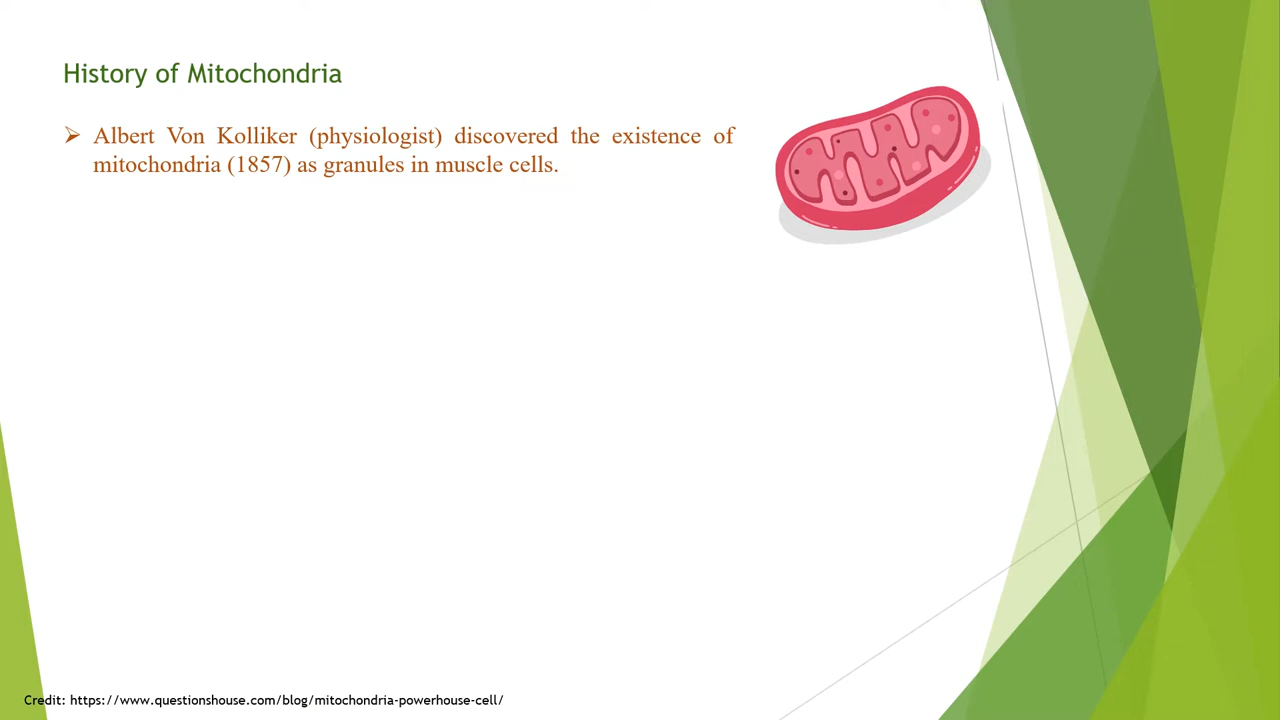 History of Mitochondria
➢ Albert Von Kolliker (physiologist) discovered the existence of
mitochondria (1857) as granules in muscle cells.
Credit: https://www.questionshouse.com/blog/mitochondria-powerhouse-cell/